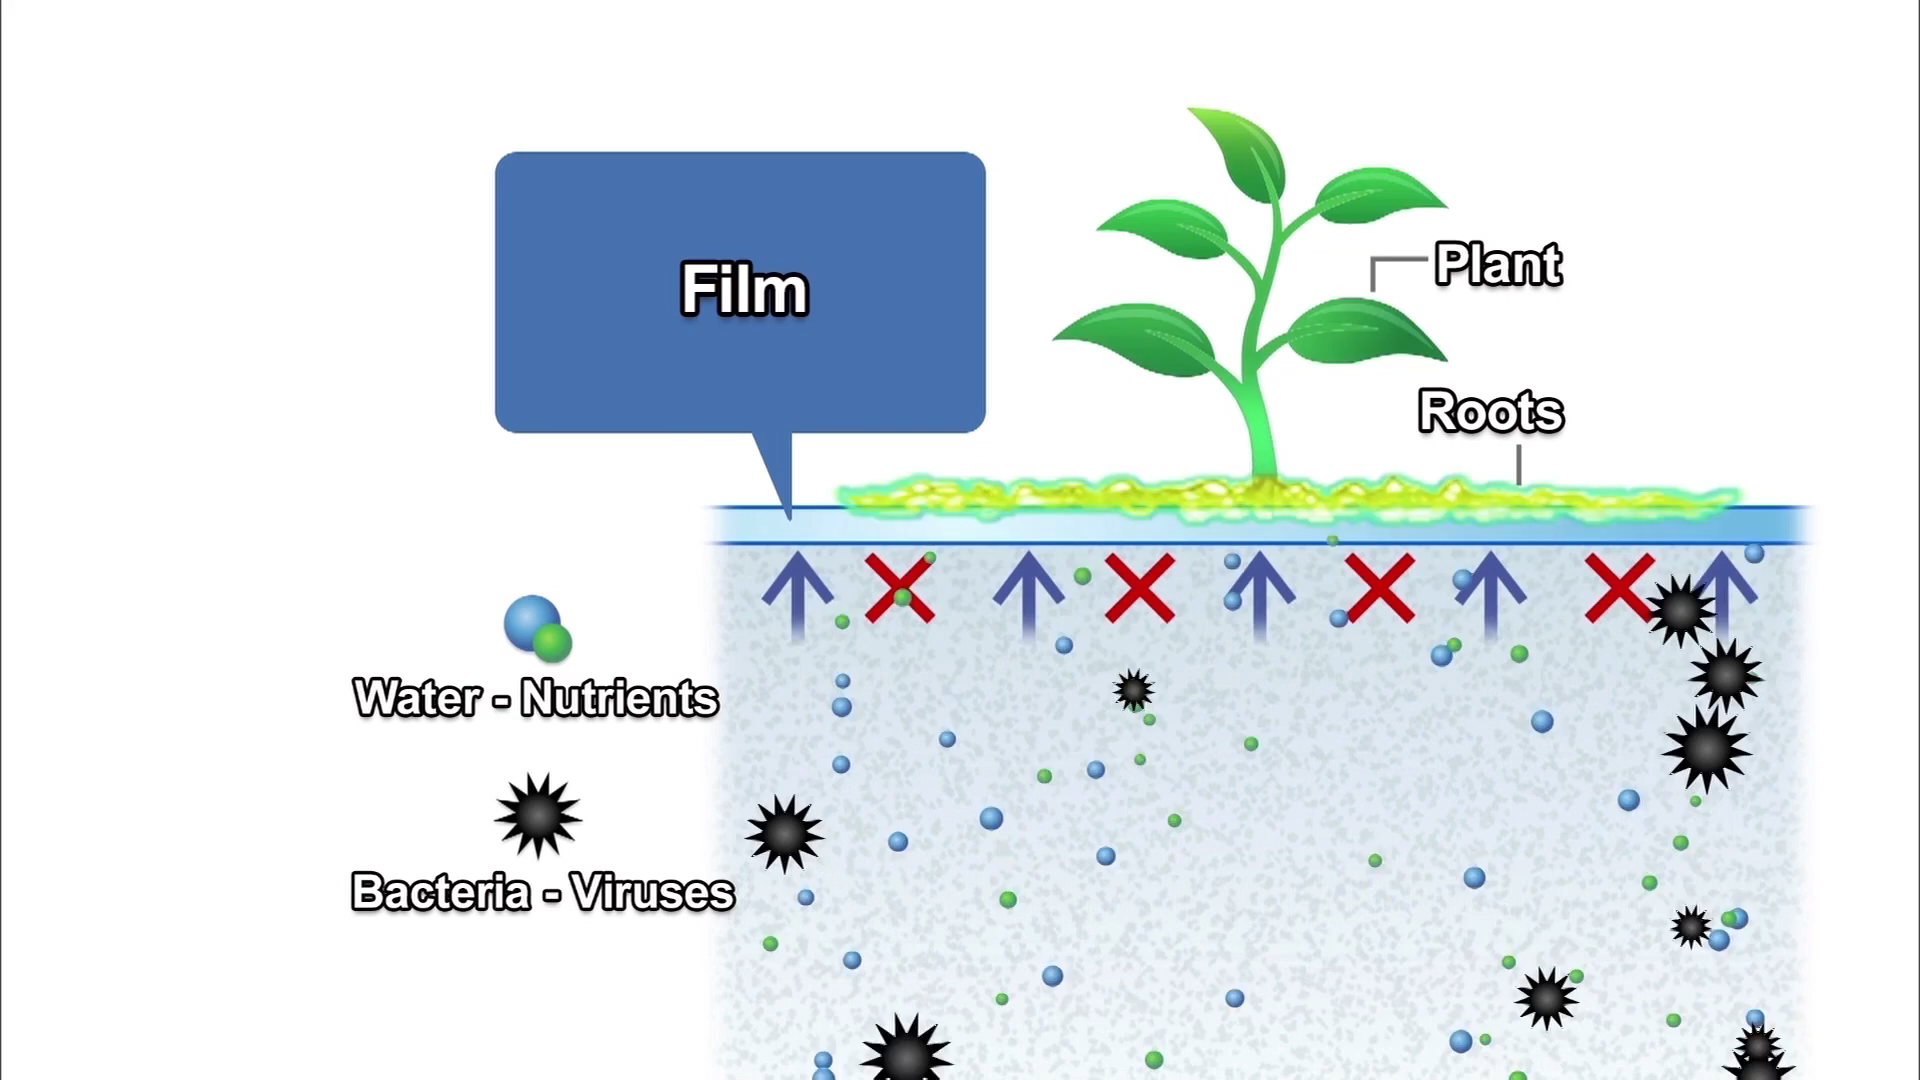 Film
Plant
Roots
Water - Nutrients
Bacteria - Viruses